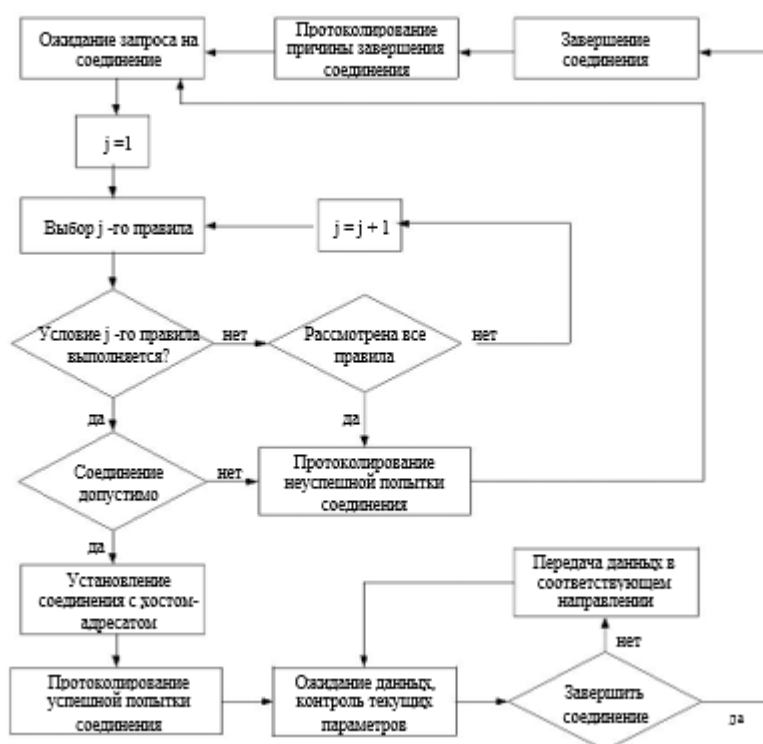 Ожидание запроса на
соединение
Протоколирование
причины завершения
соединения
Завершение
соединения
j =1
Выбор j -го правила
j = j + 1
Условие j -го правила
выполняется?
нет
Рассмотрена все
правила
нет
да
да
Соединение
допустимо
нет
Протоколирование
неуспешной попытки
соединения
да
Установление
соединения с хостом-
адресатом
Передача данных в
соответствующем
направлении
нет
Протоколирование
успешной попытки
соединения
Ожидание данных,
контроль текущих
параметров
Завершить
соединение
да